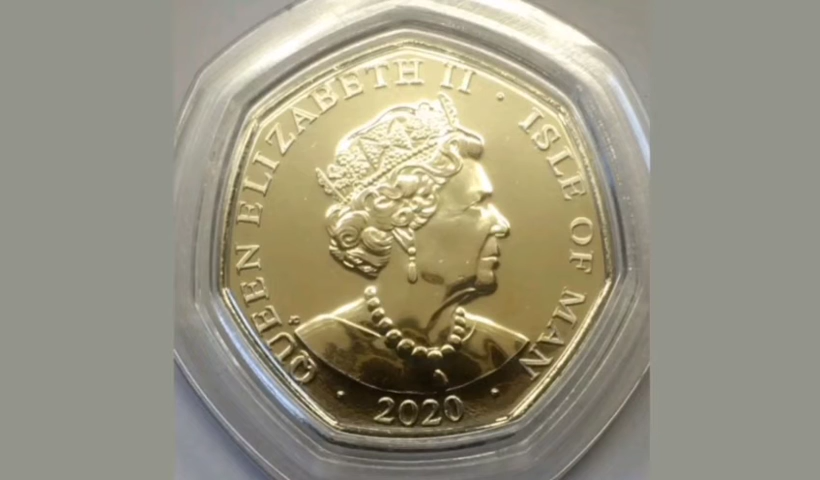 QUEEN ELIZABETH II · ISLE OF MAN
· 2020 ·